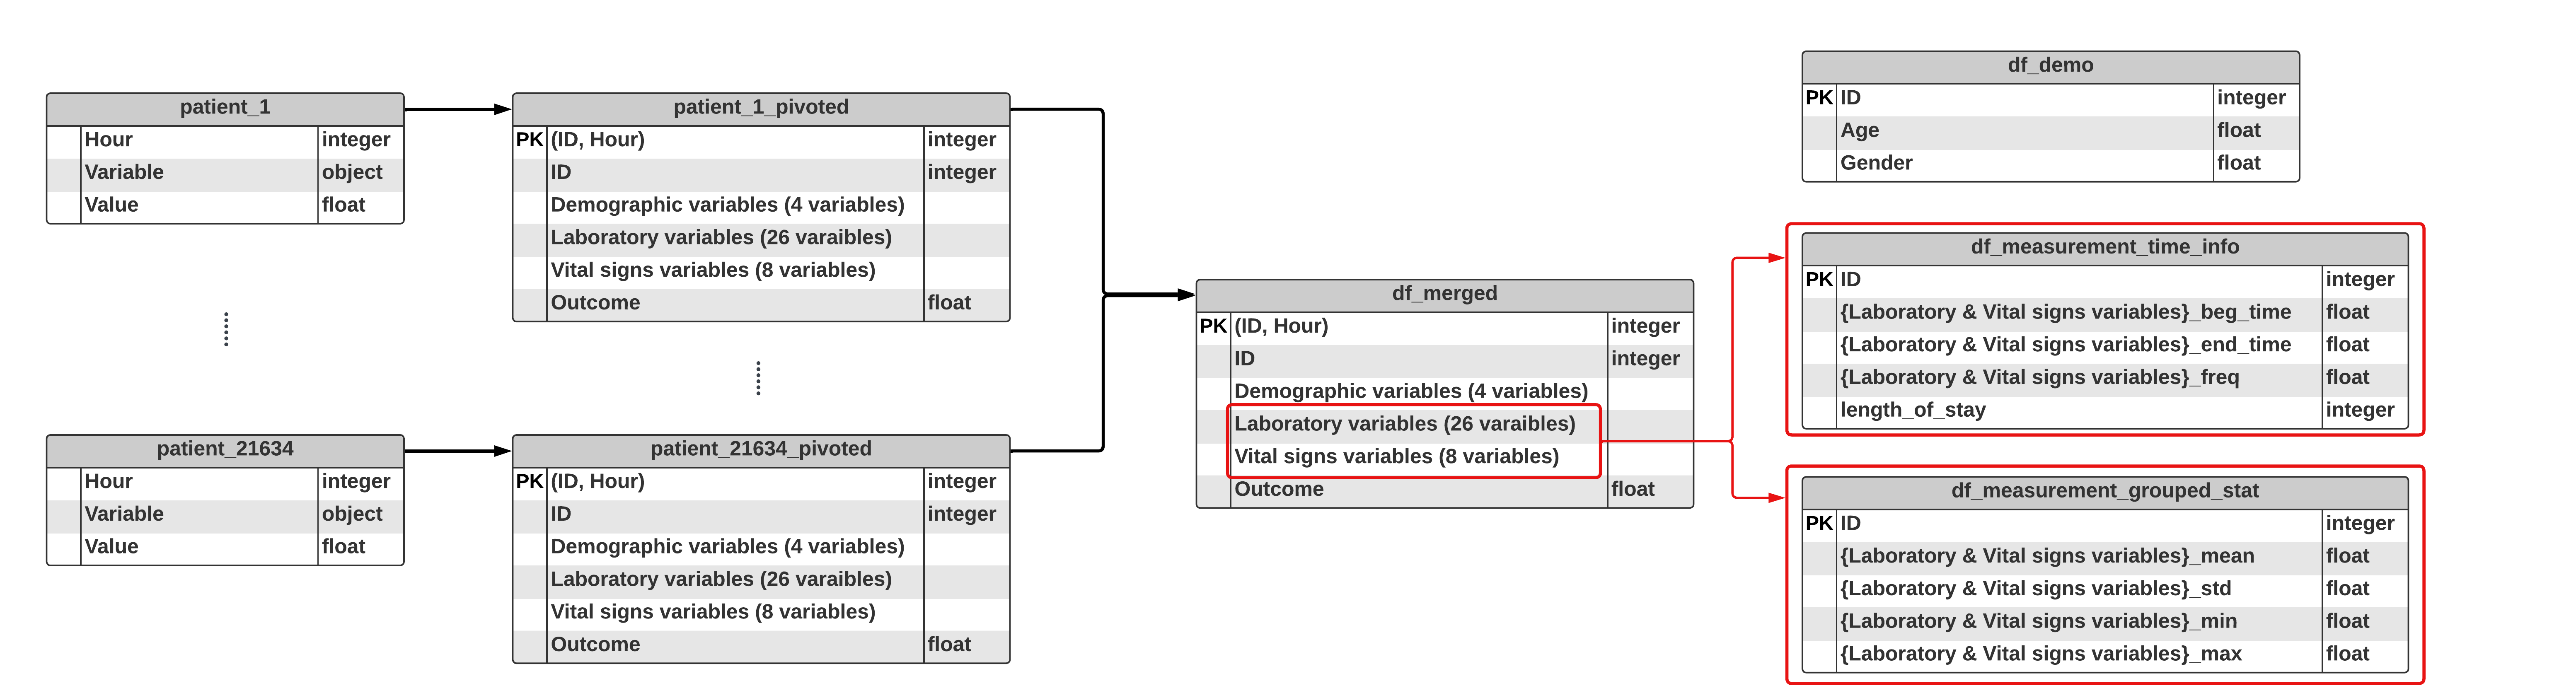 patient_1
Hour integer
Variable object
Value float
patient_21634
Hour integer
Variable object
Value float
patient_1_pivoted
PK (ID, Hour) integer
ID integer
Demographic variables (4 variables)
Laboratory variables (26 varaibles)
Vital signs variables (8 variables)
Outcome float
patient_21634_pivoted
PK (ID, Hour) integer
ID integer
Demographic variables (4 variables)
Laboratory variables (26 varaibles)
Vital signs variables (8 variables)
Outcome float
df_merged
PK (ID, Hour) integer
ID integer
Demographic variables (4 variables)
Laboratory variables (26 varaibles)
Vital signs variables (8 variables)
Outcome float
df_demo
PK ID integer
Age float
Gender float
df_measurement_time_info
PK ID integer
{Laboratory & Vital signs variables}_beg_time float
{Laboratory & Vital signs variables}_end_time float
{Laboratory & Vital signs variables}_freq float
length_of_stay integer
df_measurement_grouped_stat
PK ID integer
{Laboratory & Vital signs variables}_mean float
{Laboratory & Vital signs variables}_std float
{Laboratory & Vital signs variables}_min float
{Laboratory & Vital signs variables}_max float